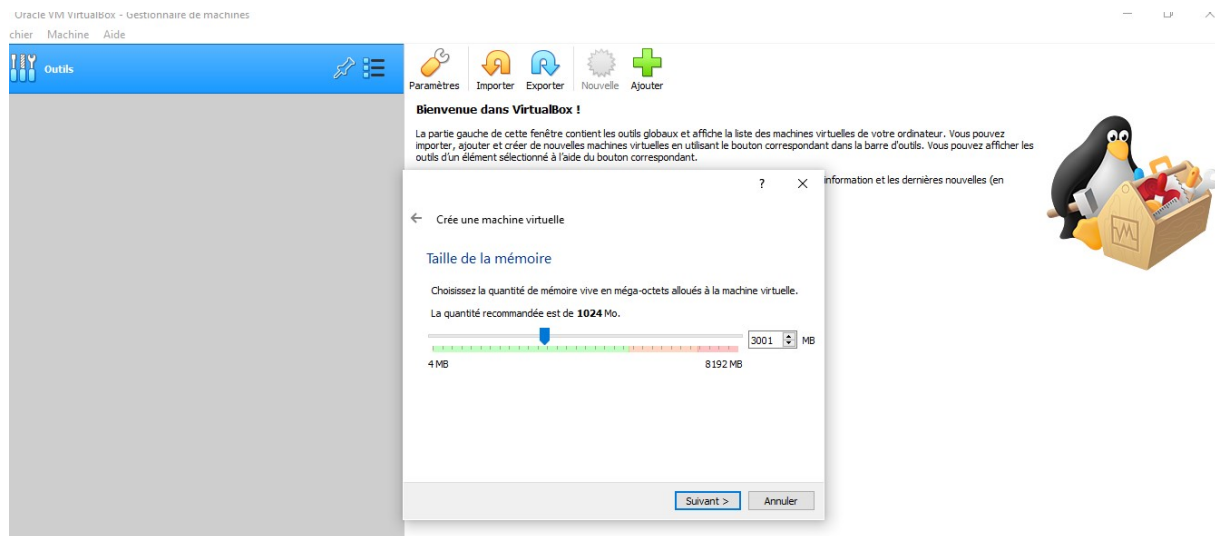 Oracle VM VirtualBox - Gestionnaire de machines
chier Machine Aide
Outils
Paramètres Importer Exporter Nouvelle Ajouter
Bienvenue dans VirtualBox !
La partie gauche de cette fenêtre contient les outils globaux et affiche la liste des machines virtuelles de votre ordinateur. Vous pouvez
importer, ajouter et créer de nouvelles machines virtuelles en utilisant le bouton correspondant dans la barre d'outils. Vous pouvez afficher les
outils d'un élément sélectionné à l'aide du bouton correspondant.
information et les dernières nouvelles (en
?
← Crée une machine virtuelle
Taille de la mémoire
Choisissez la quantité de mémoire vive en méga-octets alloués à la machine virtuelle.
La quantité recommandée est de 1024 Mo.
3001 MB
4 MB 8192 MB
Suivant > Annuler